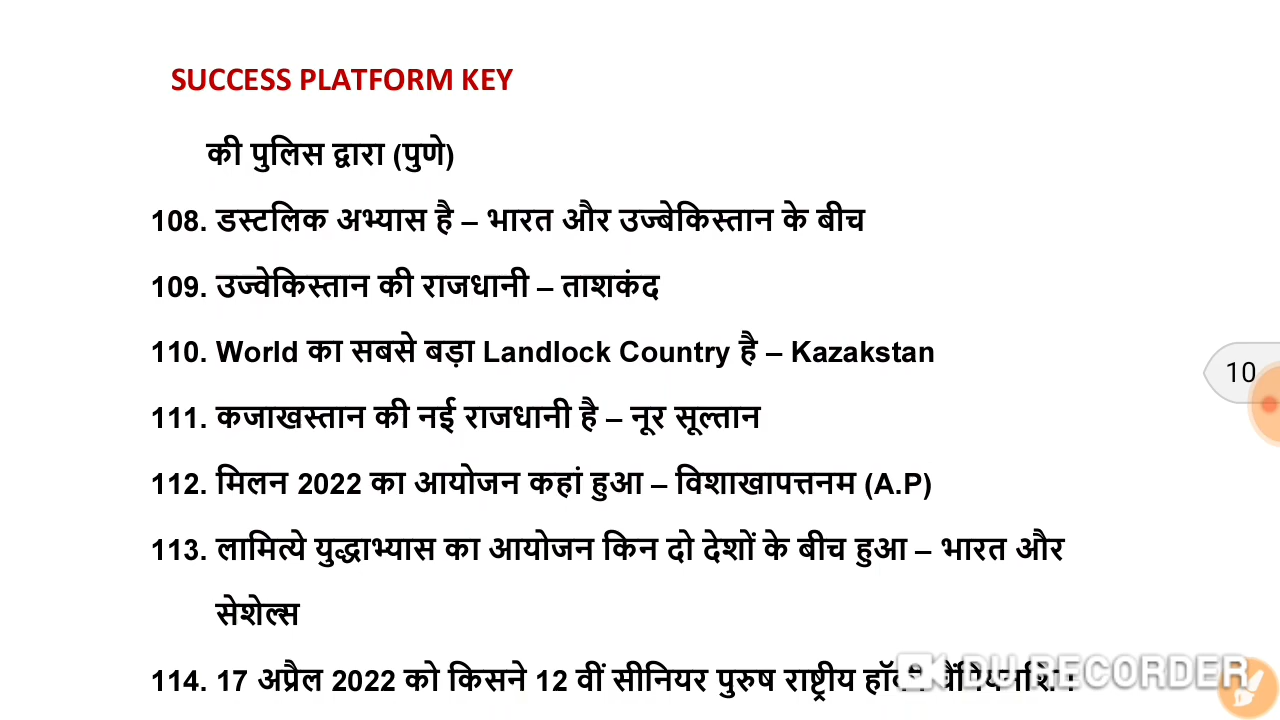 SUCCESS PLATFORM KEY
की पुलिस द्वारा (पुणे)
108. डस्टलिक अभ्यास है – भारत और उज्बेकिस्तान के बीच
109. उज्वेकिस्तान की राजधानी – ताशकंद
110. World का सबसे बड़ा Landlock Country है – Kazakstan
10
111. कजाखस्तान की नई राजधानी है – नूर सूल्तान
112. मिलन 2022 का आयोजन कहां हुआ – विशाखापत्तनम (A.P)
113. लामित्ये युद्धाभ्यास का आयोजन किन दो देशों के बीच हुआ – भारत और
सेशेल्स
114. 17 अप्रैल 2022 को किसने 12 वीं सीनियर पुरुष राष्ट्रीय
DU RECORDER